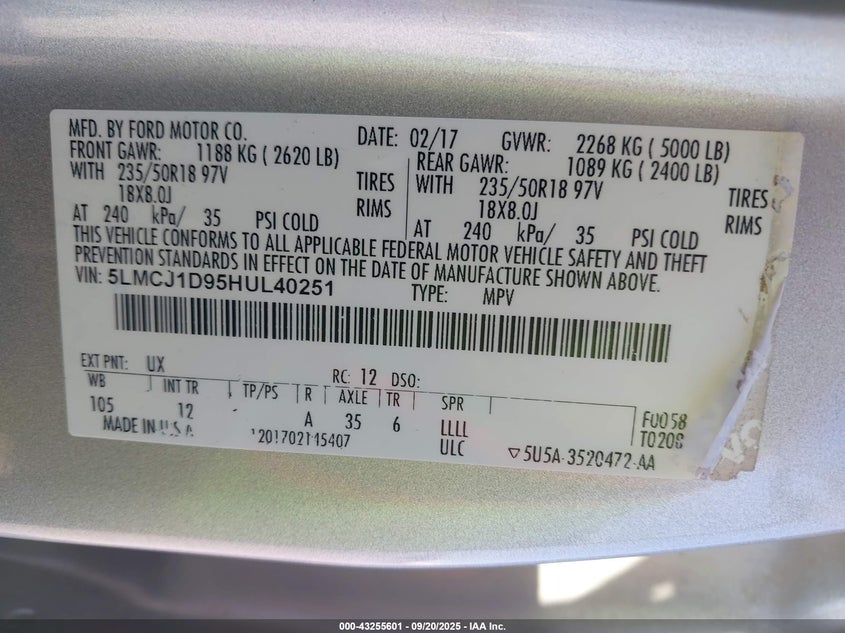 MFD. BY FORD MOTOR CO. DATE: 02/17 GVWR: 2268 KG ( 5000 LB)
FRONT GAWR: 1188 KG ( 2620 LB) REAR GAWR: 1089 KG ( 2400 LB)
WITH 235/50R18 97V TIRES WITH 235/50R18 97V TIRES
18X8.0J RIMS 18X8.0J RIMS
AT 240 kPa/ 35 PSI COLD AT 240 kPa/ 35 PSI COLD
THIS VEHICLE CONFORMS TO ALL APPLICABLE FEDERAL MOTOR VEHICLE SAFETY AND THEFT
PREVENTION STANDARDS IN EFFECT ON THE DATE OF MANUFACTURE SHOWN ABOVE.
VIN: 5LMCJ1D95HUL40251 TYPE: MPV
EXT PNT: UX RC: 12 DSO:
WB INT TR TP/PS R AXLE TR SPR
105 12 A 35 6 LLLL F0058
MADE IN U.S.A 1201702145407 ULC T0208
▽5U5A-3520472-AA
000-43255601 - 09/20/2025 - IAA Inc.